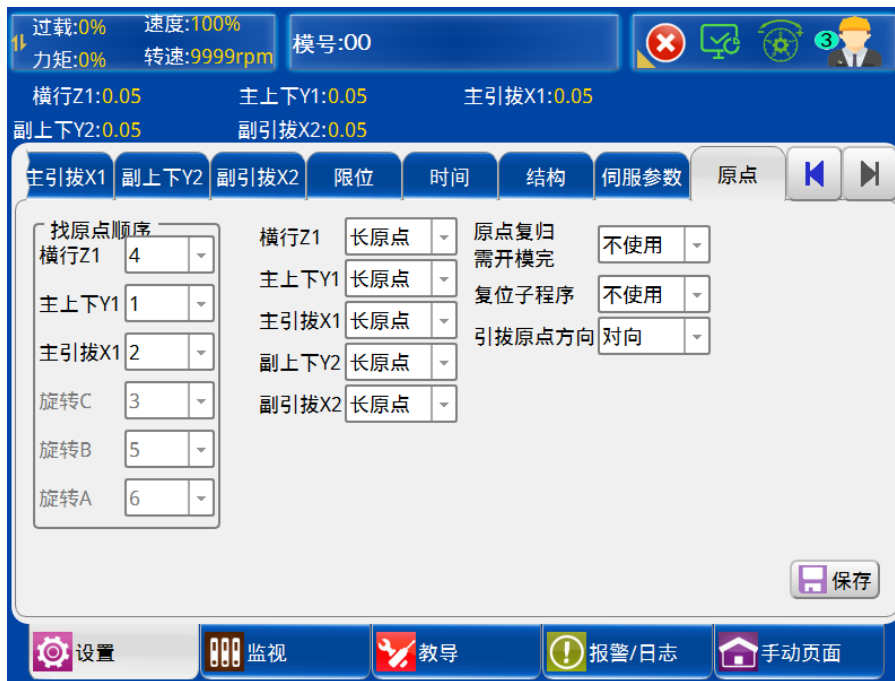 过载:0% 速度:100%
力矩:0% 转速:9999rpm
模号:00
3
横行Z1:0.05 主上下Y1:0.05 主引拔X1:0.05
副上下Y2:0.05 副引拔X2:0.05
主引拔X1 副上下Y2 副引拔X2 限位 时间 结构 伺服参数 原点
找原点顺序
横行Z1 4
主上下Y1 1
主引拔X1 2
旋转C 3
旋转B 5
旋转A 6
横行Z1 长原点
主上下Y1 长原点
主引拔X1 长原点
副上下Y2 长原点
副引拔X2 长原点
原点复归
需开模完 不使用
复位子程序 不使用
引拔原点方向 对向
保存
设置 监视 教导 报警/日志 手动页面